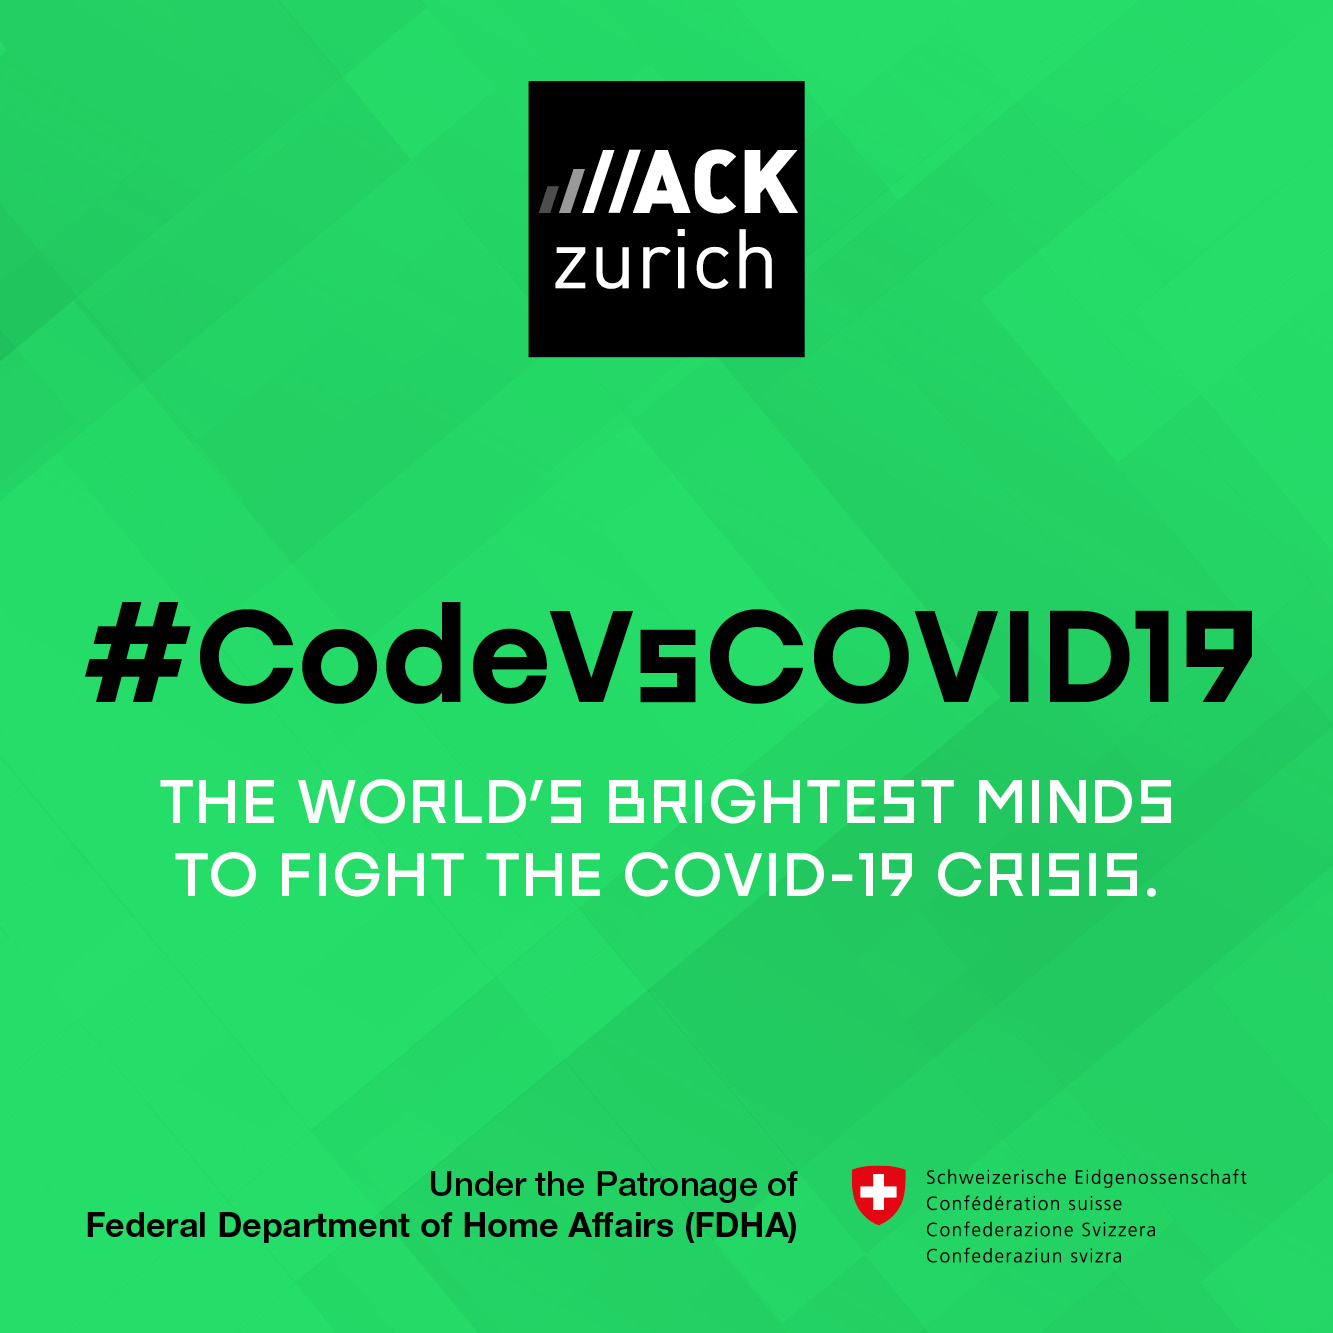 //ACK
zurich
#CodeVsCOVID19
THE WORLD'S BRIGHTEST MINDS
TO FIGHT THE COVID-19 CRISIS.
Under the Patronage of
Federal Department of Home Affairs (FDHA)
Schweizerische Eidgenossenschaft
Confédération suisse
Confederazione Svizzera
Confederaziun svizra